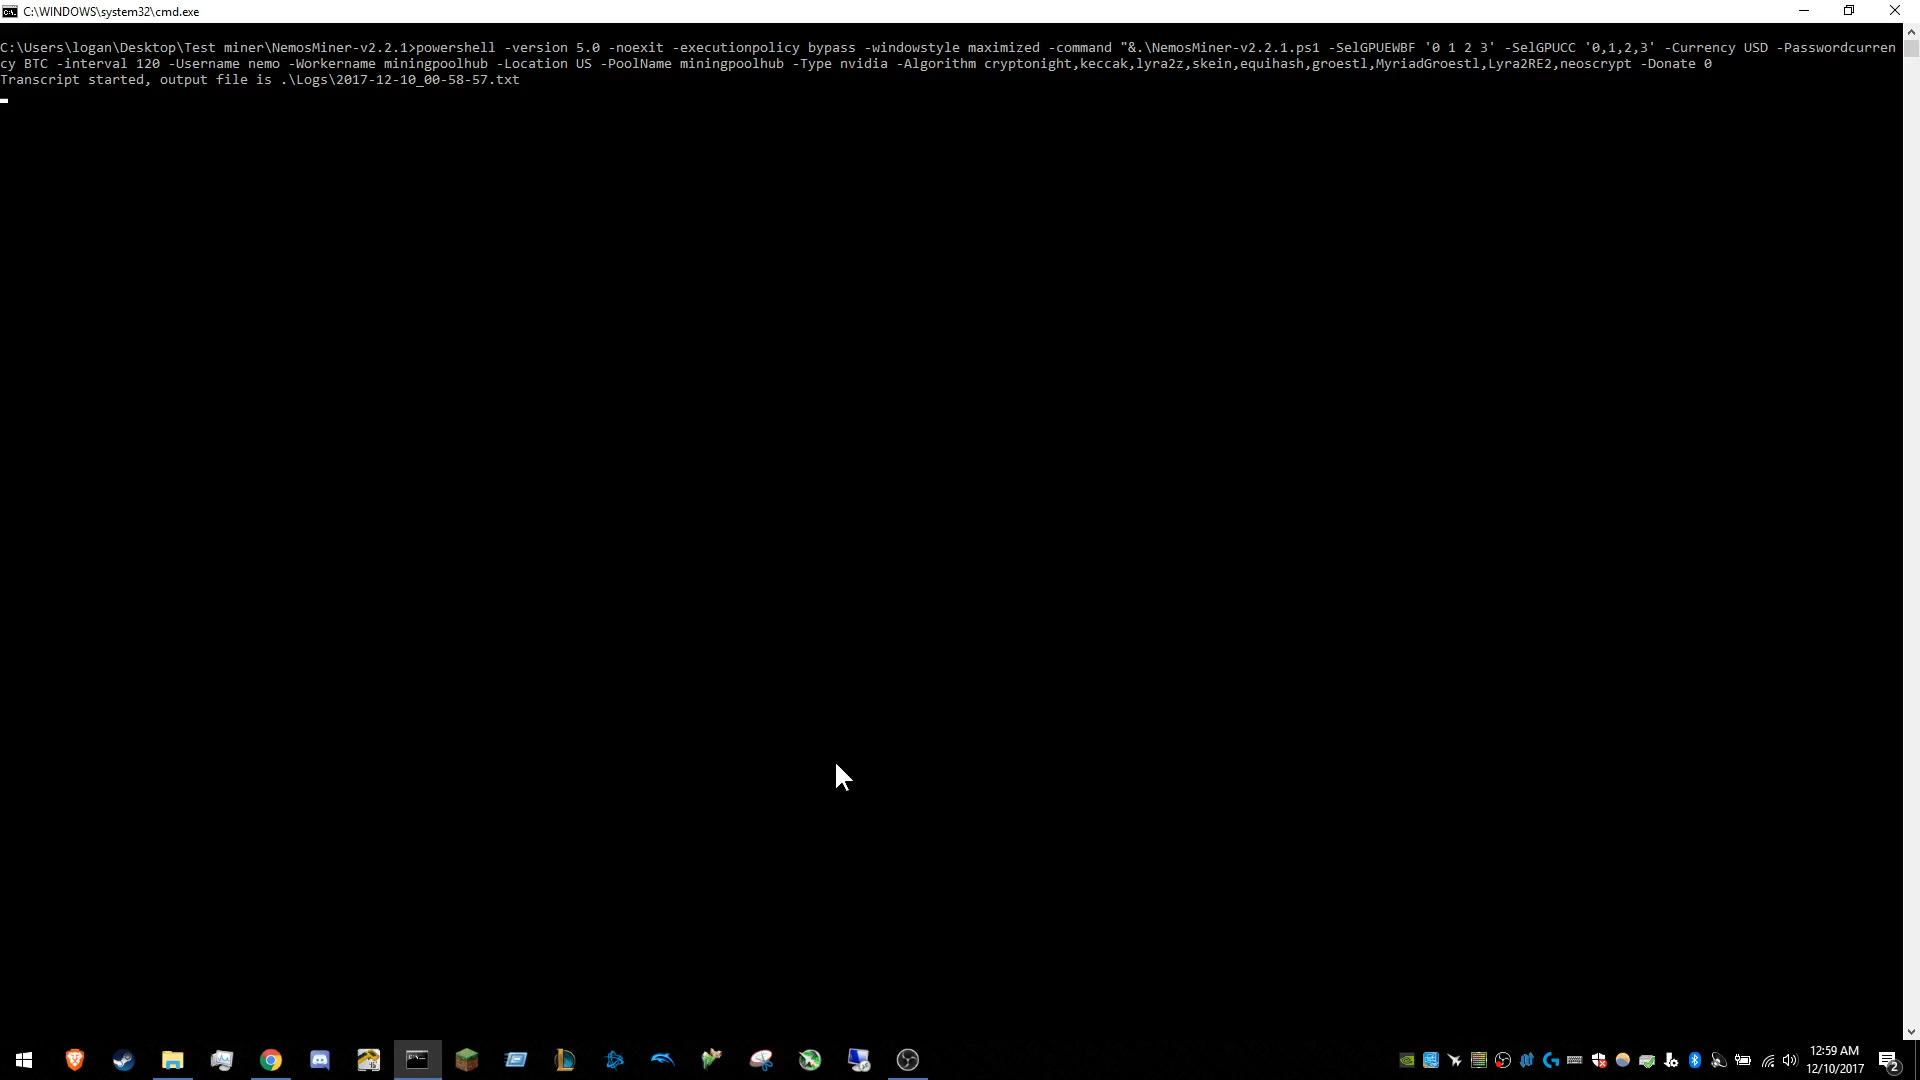 C:\WINDOWS\system32\cmd.exe
C:\Users\logan\Desktop\Test miner\NemosMiner-v2.2.1>powershell -version 5.0 -noexit -executionpolicy bypass -windowstyle maximized -command "&.\NemosMiner-v2.2.1.ps1 -SelGPUEWBF '0 1 2 3' -SelGPUCC '0,1,2,3' -Currency USD -Passwordcurren
cy BTC -interval 120 -Username nemo -Workername miningpoolhub -Location US -PoolName miningpoolhub -Type nvidia -Algorithm cryptonight,keccak,lyra2z,skein,equihash,groestl,MyriadGroestl,Lyra2RE2,neoscrypt -Donate 0
Transcript started, output file is .\Logs\2017-12-10_00-58-57.txt
12:59 AM
12/10/2017
2